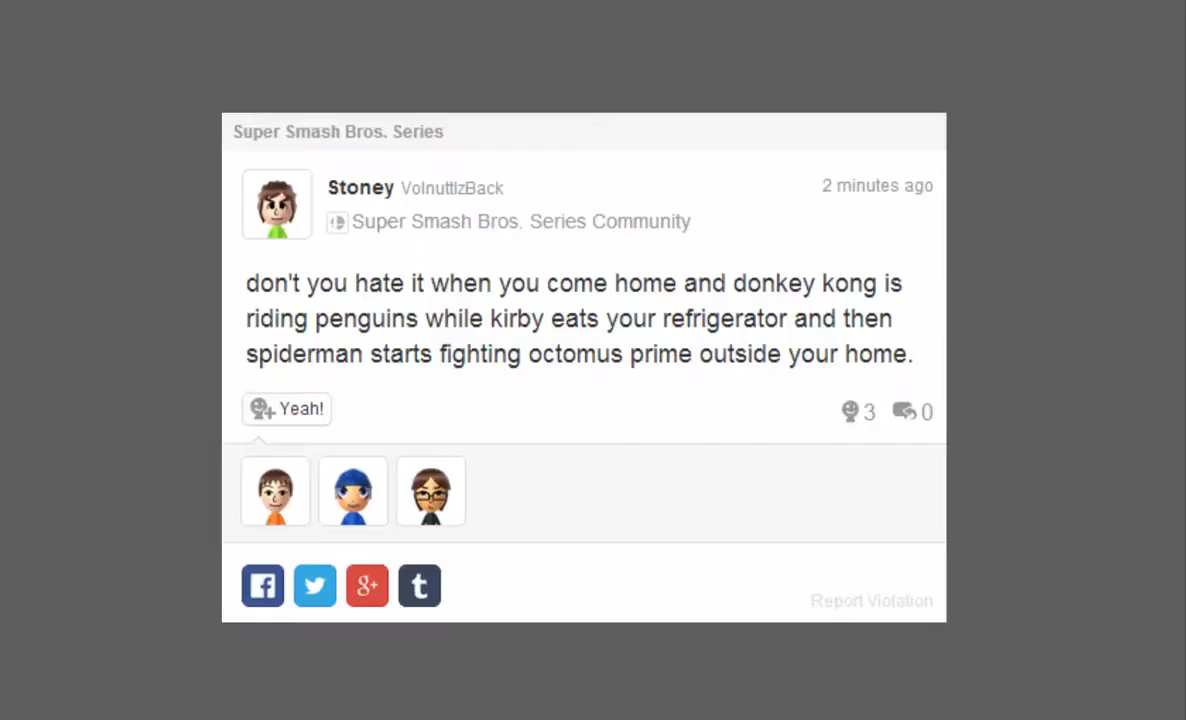 Super Smash Bros. Series
Stoney VolnuttIzBack
2 minutes ago
Super Smash Bros. Series Community
don't you hate it when you come home and donkey kong is
riding penguins while kirby eats your refrigerator and then
spiderman starts fighting octomus prime outside your home.
Yeah!
3 0
f g+ t
Report Violation